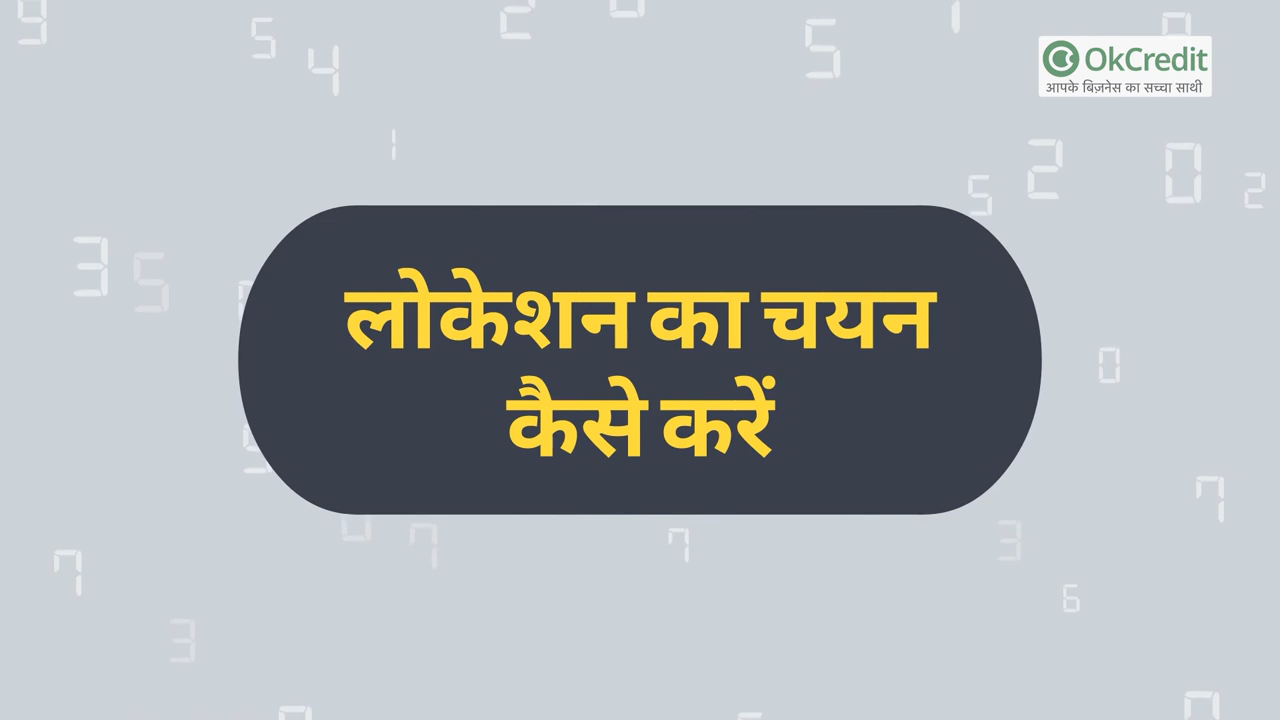 OkCredit
आपके बिज़नेस का सच्चा साथी
लोकेशन का चयन
कैसे करें